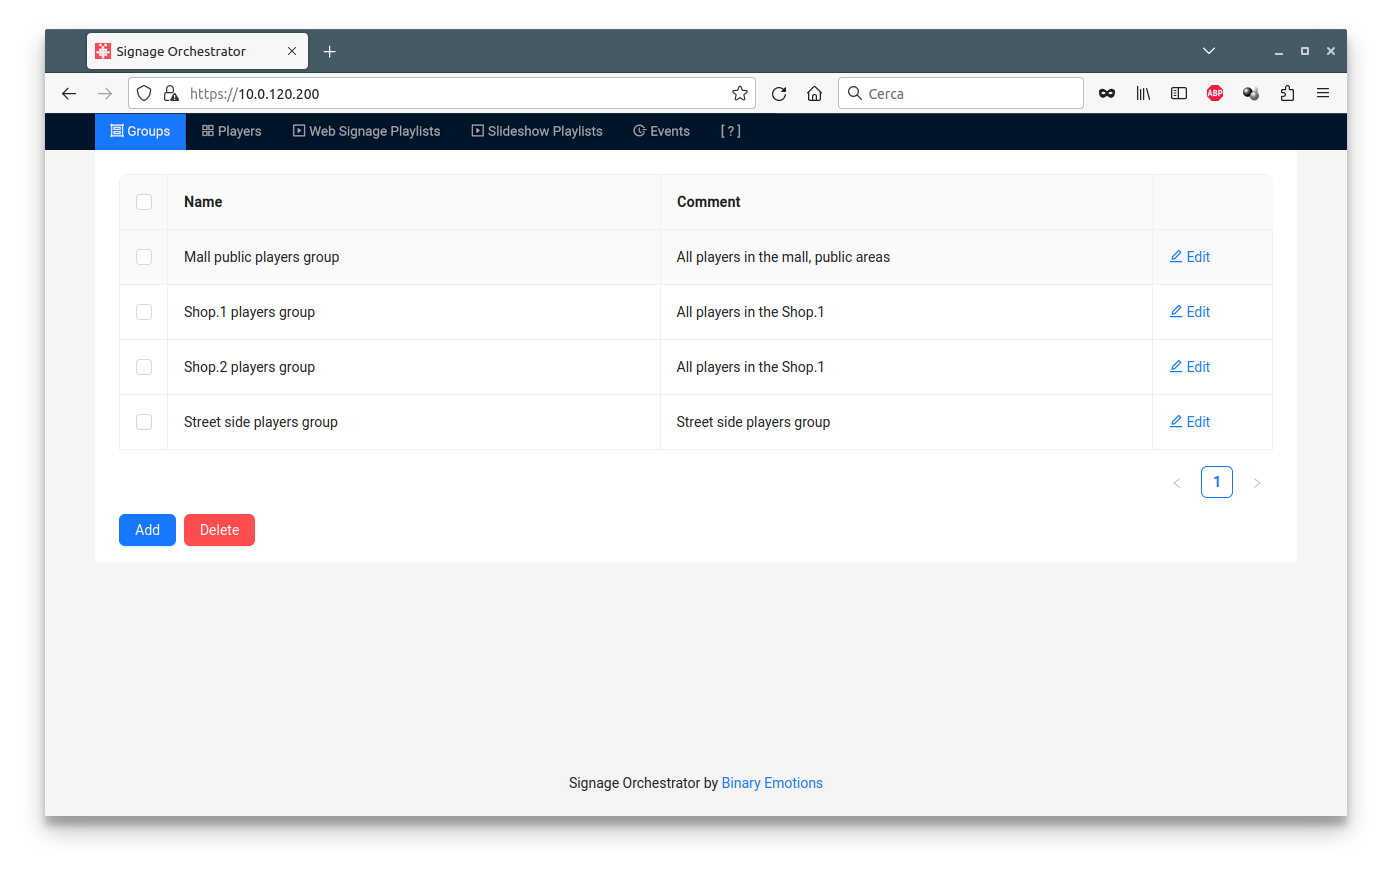 Signage Orchestrator
https://10.0.120.200
Cerca
ABP
Groups Players Web Signage Playlists Slideshow Playlists Events [ ? ]
Name Comment
Mall public players group All players in the mall, public areas Edit
Shop.1 players group All players in the Shop.1 Edit
Shop.2 players group All players in the Shop.1 Edit
Street side players group Street side players group Edit
< 1 >
Add Delete
Signage Orchestrator by Binary Emotions